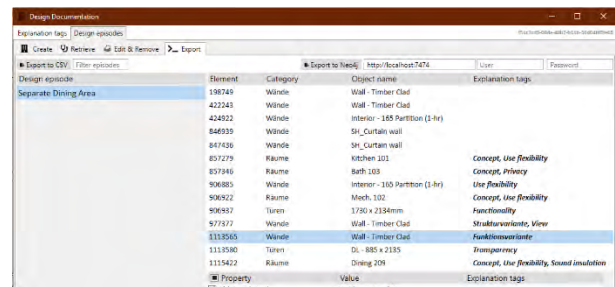 Design Documentation
Explanation tags Design episodes
Create Retrieve Edit & Remove Export
Export to CSV Filter episodes Export to Neo4j http://localhost:7474 User Password
Design episode Element Category Object name Explanation tags
Separate Dining Area 198749 Wände Wall - Timber Clad
422243 Wände Wall - Timber Clad
424922 Wände Interior - 165 Partition (1-hr)
846939 Wände SH_Curtain wall
847436 Wände SH_Curtain wall
857279 Räume Kitchen 101 Concept, Use flexibility
857346 Räume Bath 103 Concept, Privacy
906885 Wände Interior - 165 Partition (1-hr) Use flexibility
906922 Räume Mech. 102 Concept, Use flexibility
906937 Türen 1730 x 2134mm Functionality
977377 Wände Wall - Timber Clad Strukturvariante, View
1113565 Wände Wall - Timber Clad Funktionsvariante
1113580 Türen DL - 885 x 2135 Transparency
1115422 Räume Dining 209 Concept, Use flexibility, Sound insulation
Property Value Explanation tags